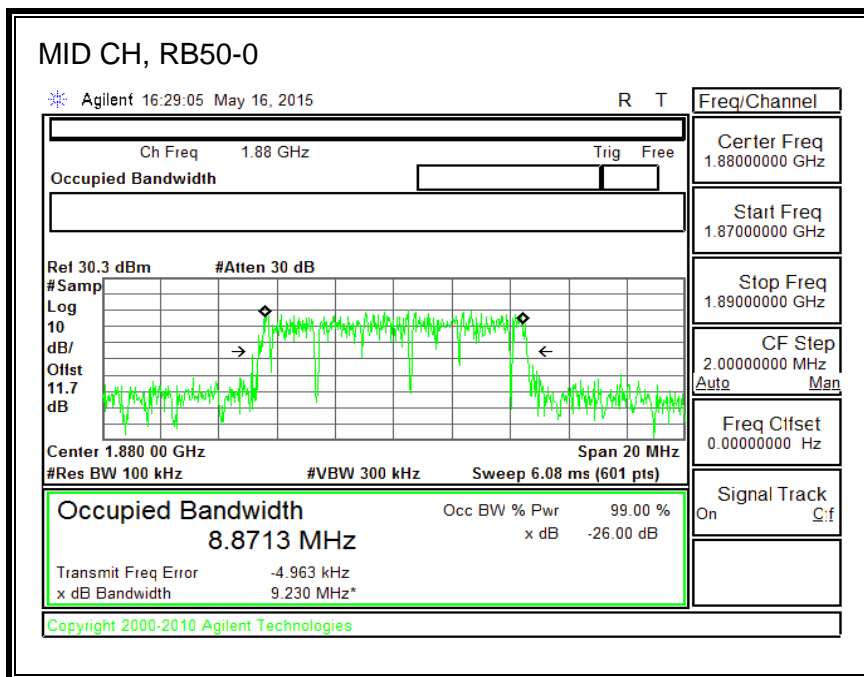 MID CH, RB50-0
Agilent 16:29:05 May 16, 2015 R T
Freq/Channel
Ch Freq 1.88 GHz Trig Free
Occupied Bandwidth
Center Freq
1.88000000 GHz
Start Freq
1.87000000 GHz
Stop Freq
1.89000000 GHz
CF Step
2.00000000 MHz
Auto Man
Freq Offset
0.00000000 Hz
Signal Track
On Off
Ref 30.3 dBm #Atten 30 dB
#Samp
Log
10
dB/
Offst
11.7
dB
Center 1.880 00 GHz Span 20 MHz
#Res BW 100 kHz #VBW 300 kHz Sweep 6.08 ms (601 pts)
Occupied Bandwidth Occ BW % Pwr 99.00 %
8.8713 MHz x dB -26.00 dB
Transmit Freq Error -4.963 kHz
x dB Bandwidth 9.230 MHz*
Copyright 2000-2010 Agilent Technologies